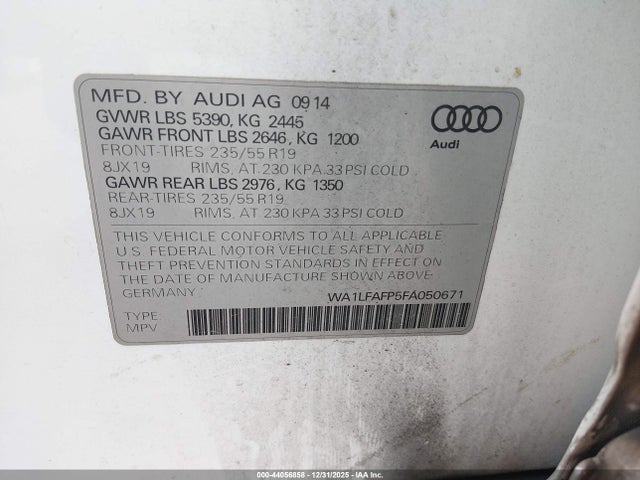 MFD. BY AUDI AG 09 14
GVWR LBS 5390, KG 2445
GAWR FRONT LBS 2646, KG 1200
FRONT-TIRES 235/55 R19
8JX19 RIMS, AT 230 KPA 33 PSI COLD
GAWR REAR LBS 2976, KG 1350
REAR-TIRES 235/55 R19
8JX19 RIMS, AT 230 KPA 33 PSI COLD
Audi
THIS VEHICLE CONFORMS TO ALL APPLICABLE
U.S. FEDERAL MOTOR VEHICLE SAFETY AND
THEFT PREVENTION STANDARDS IN EFFECT ON
THE DATE OF MANUFACTURE SHOWN ABOVE.
GERMANY WA1LFAFP5FA050671
TYPE:
MPV
000-44056858 - 12/31/2025 - IAA Inc.